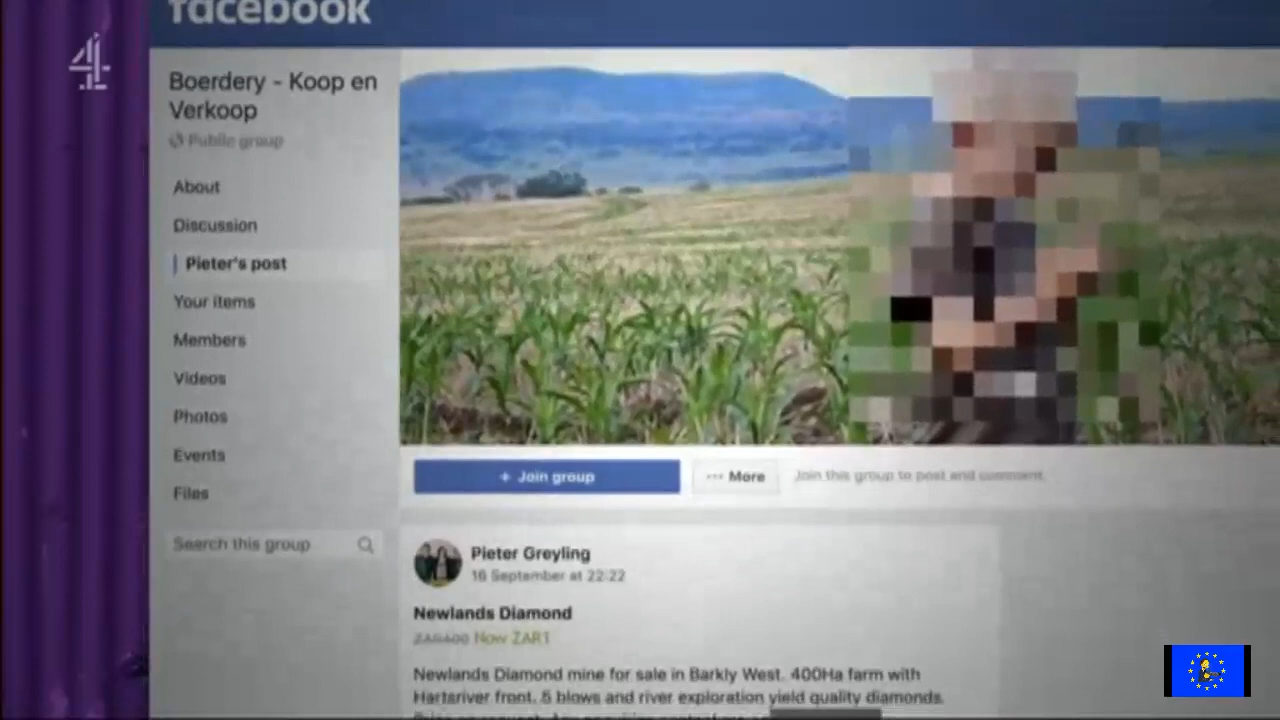 facebook
4
Boerdery - Koop en
Verkoop
Public group
About
Discussion
Pieter's post
Your items
Members
Videos
Photos
Events
Files
Search this group
+ Join group
··· More
Join this group to post and comment.
Pieter Greyling
16 September at 22:22
Newlands Diamond
Now ZAR1
Newlands Diamond mine for sale in Barkly West. 400Ha farm with
Hartsriver front. 5 blows and river exploration yield quality diamonds.